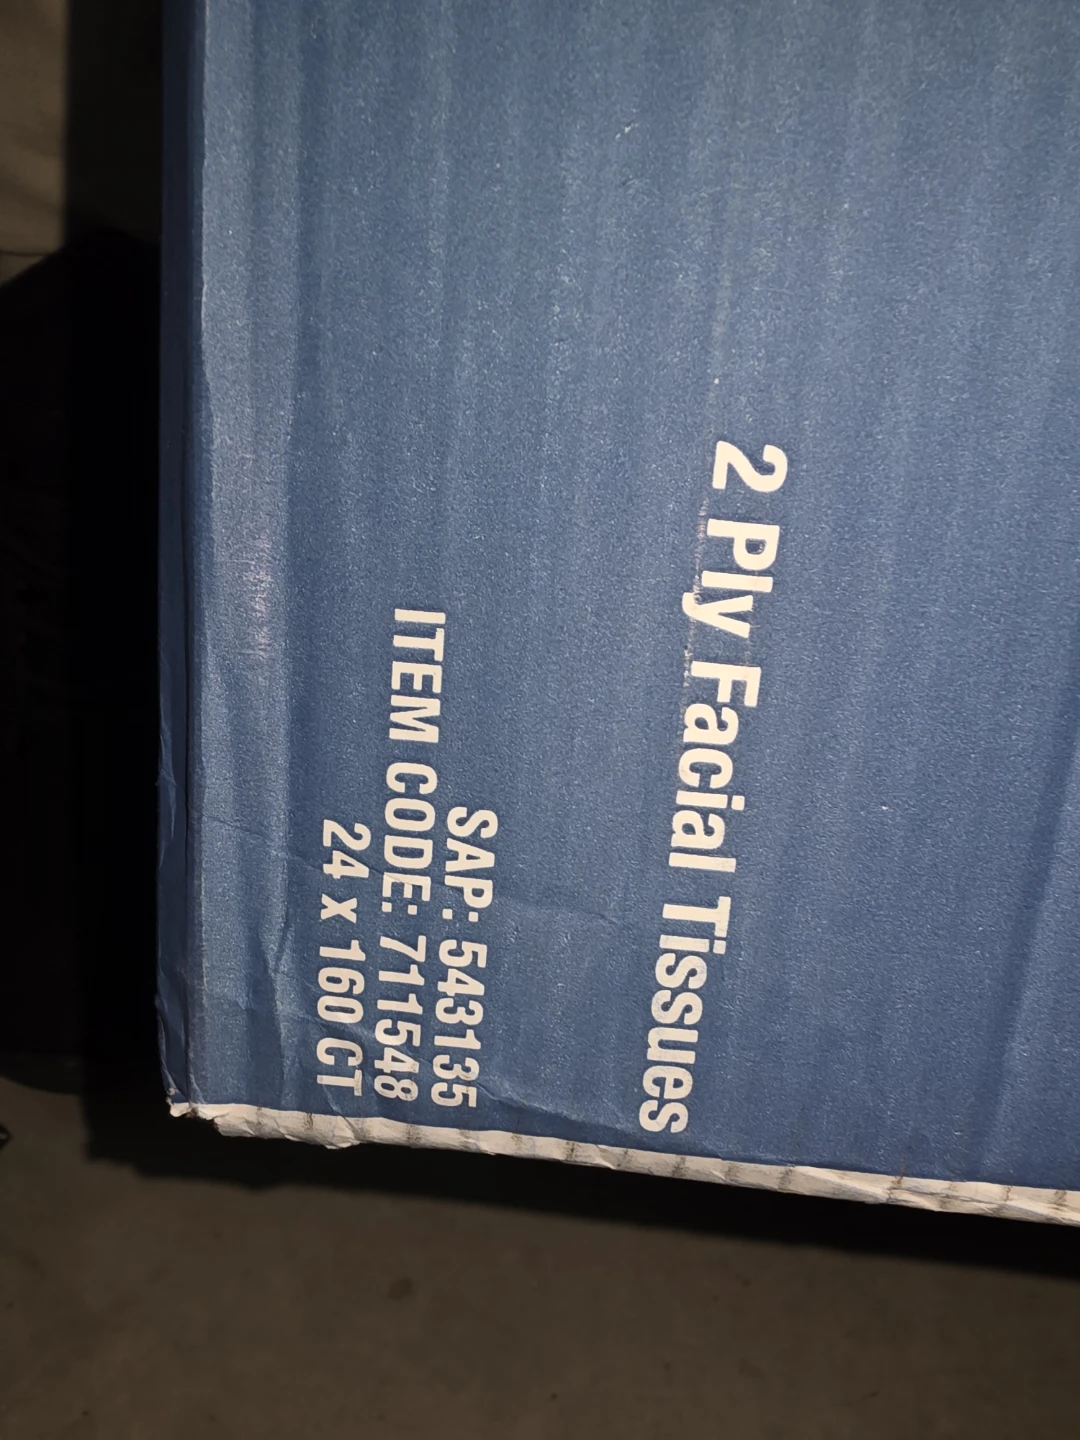 2 Ply Facial Tissues
SAP: 543135
ITEM CODE: 711548
24 x 160 CT